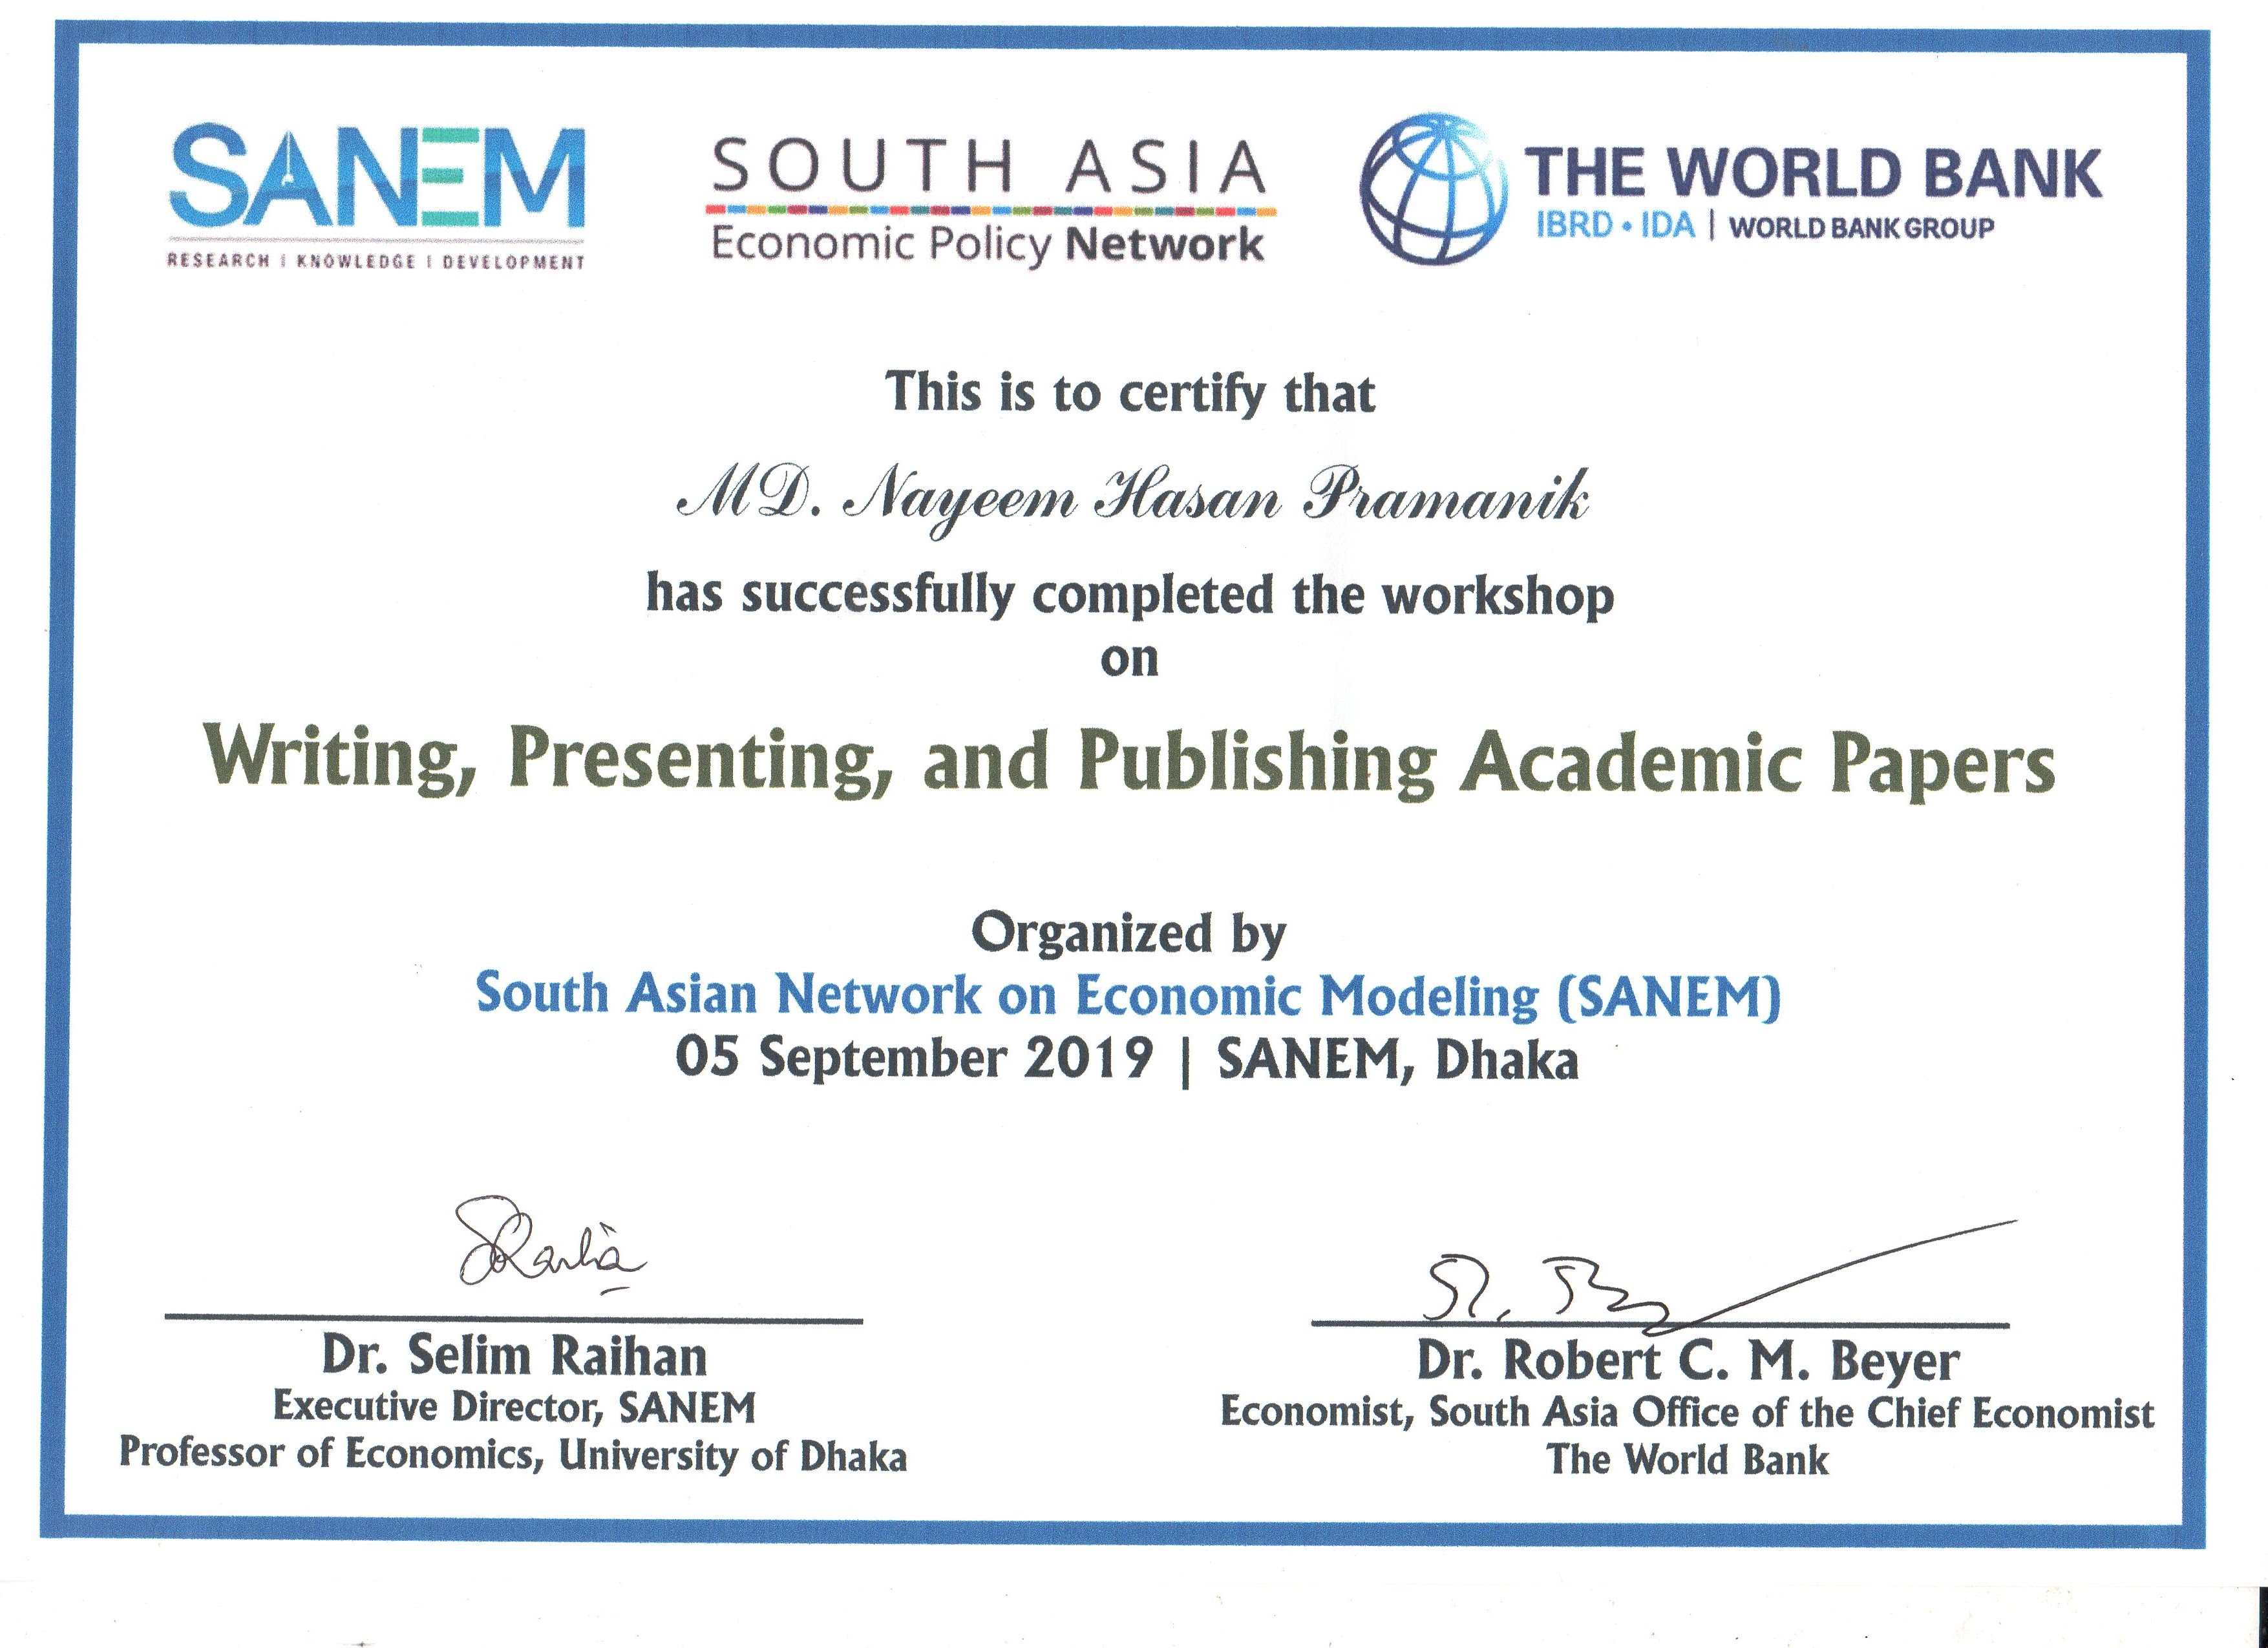 SANEM
RESEARCH | KNOWLEDGE | DEVELOPMENT
SOUTH ASIA
Economic Policy Network
THE WORLD BANK
IBRD • IDA | WORLD BANK GROUP
This is to certify that
MD. Nayeem Hasan Pramanik
has successfully completed the workshop
on
Writing, Presenting, and Publishing Academic Papers
Organized by
South Asian Network on Economic Modeling (SANEM)
05 September 2019 | SANEM, Dhaka
Dr. Selim Raihan
Executive Director, SANEM
Professor of Economics, University of Dhaka
Dr. Robert C. M. Beyer
Economist, South Asia Office of the Chief Economist
The World Bank